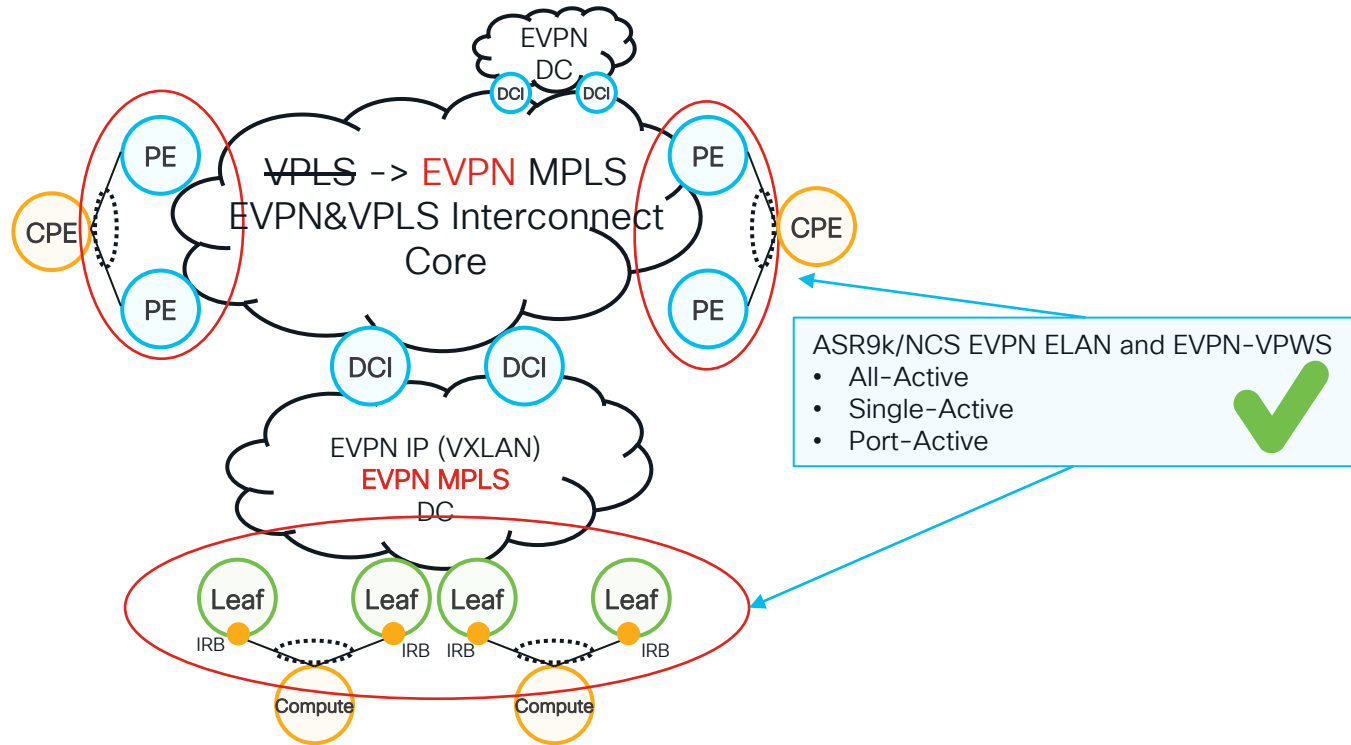 EVPN
DC
DCI
DCI
PE
PE
VPLS -> EVPN MPLS
EVPN&VPLS Interconnect
Core
CPE
CPE
PE
PE
DCI
DCI
ASR9k/NCS EVPN ELAN and EVPN-VPWS
• All-Active
• Single-Active
• Port-Active
EVPN IP (VXLAN)
EVPN MPLS
DC
Leaf
Leaf
Leaf
Leaf
IRB
IRB
IRB
IRB
Compute
Compute